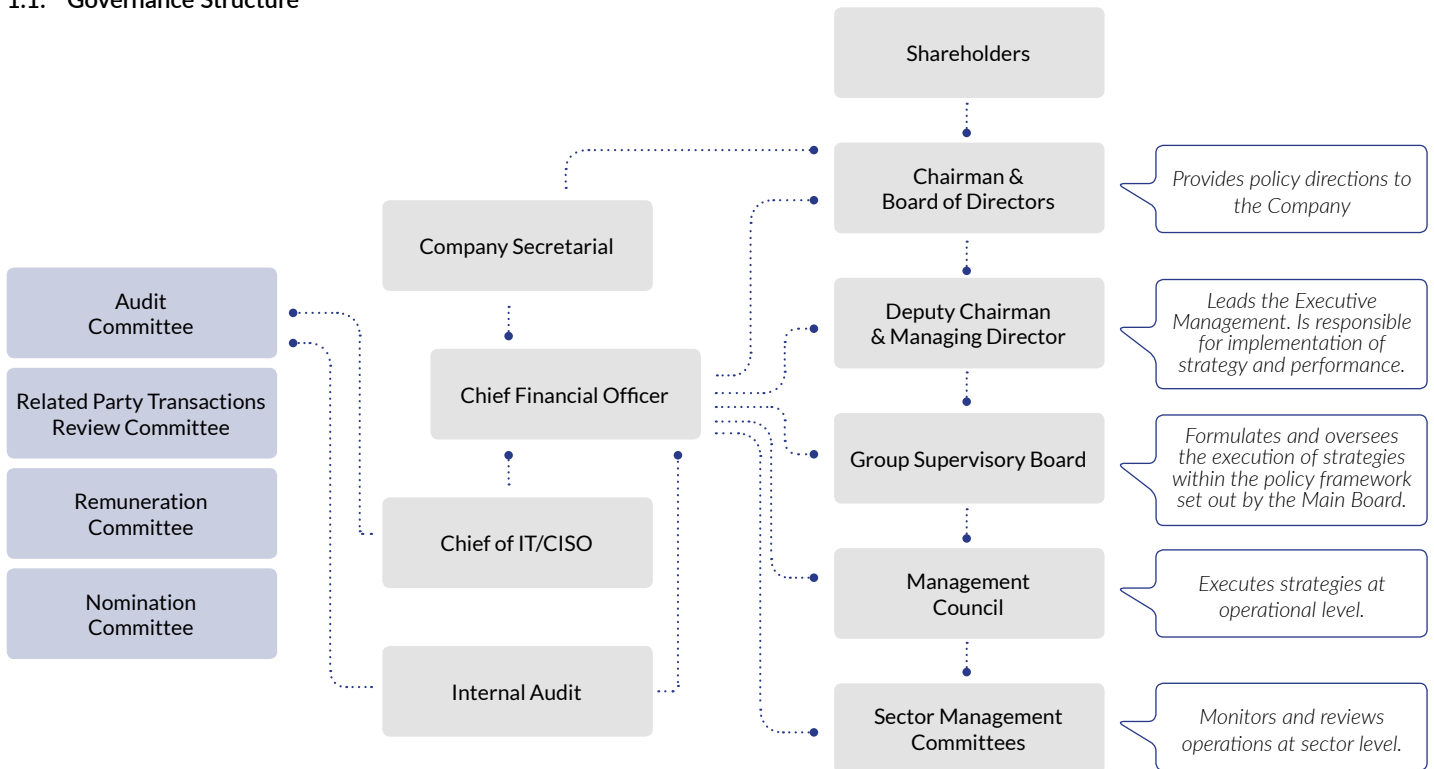 1.1. Governance Structure
Shareholders
Chairman &
Board of Directors
Provides policy directions to
the Company
Company Secretarial
Audit
Committee
Deputy Chairman
& Managing Director
Leads the Executive
Management. Is responsible
for implementation of
strategy and performance.
Related Party Transactions
Review Committee
Chief Financial Officer
Group Supervisory Board
Formulates and oversees
the execution of strategies
within the policy framework
set out by the Main Board.
Remuneration
Committee
Chief of IT/CISO
Nomination
Committee
Management
Council
Executes strategies at
operational level.
Internal Audit
Sector Management
Committees
Monitors and reviews
operations at sector level.